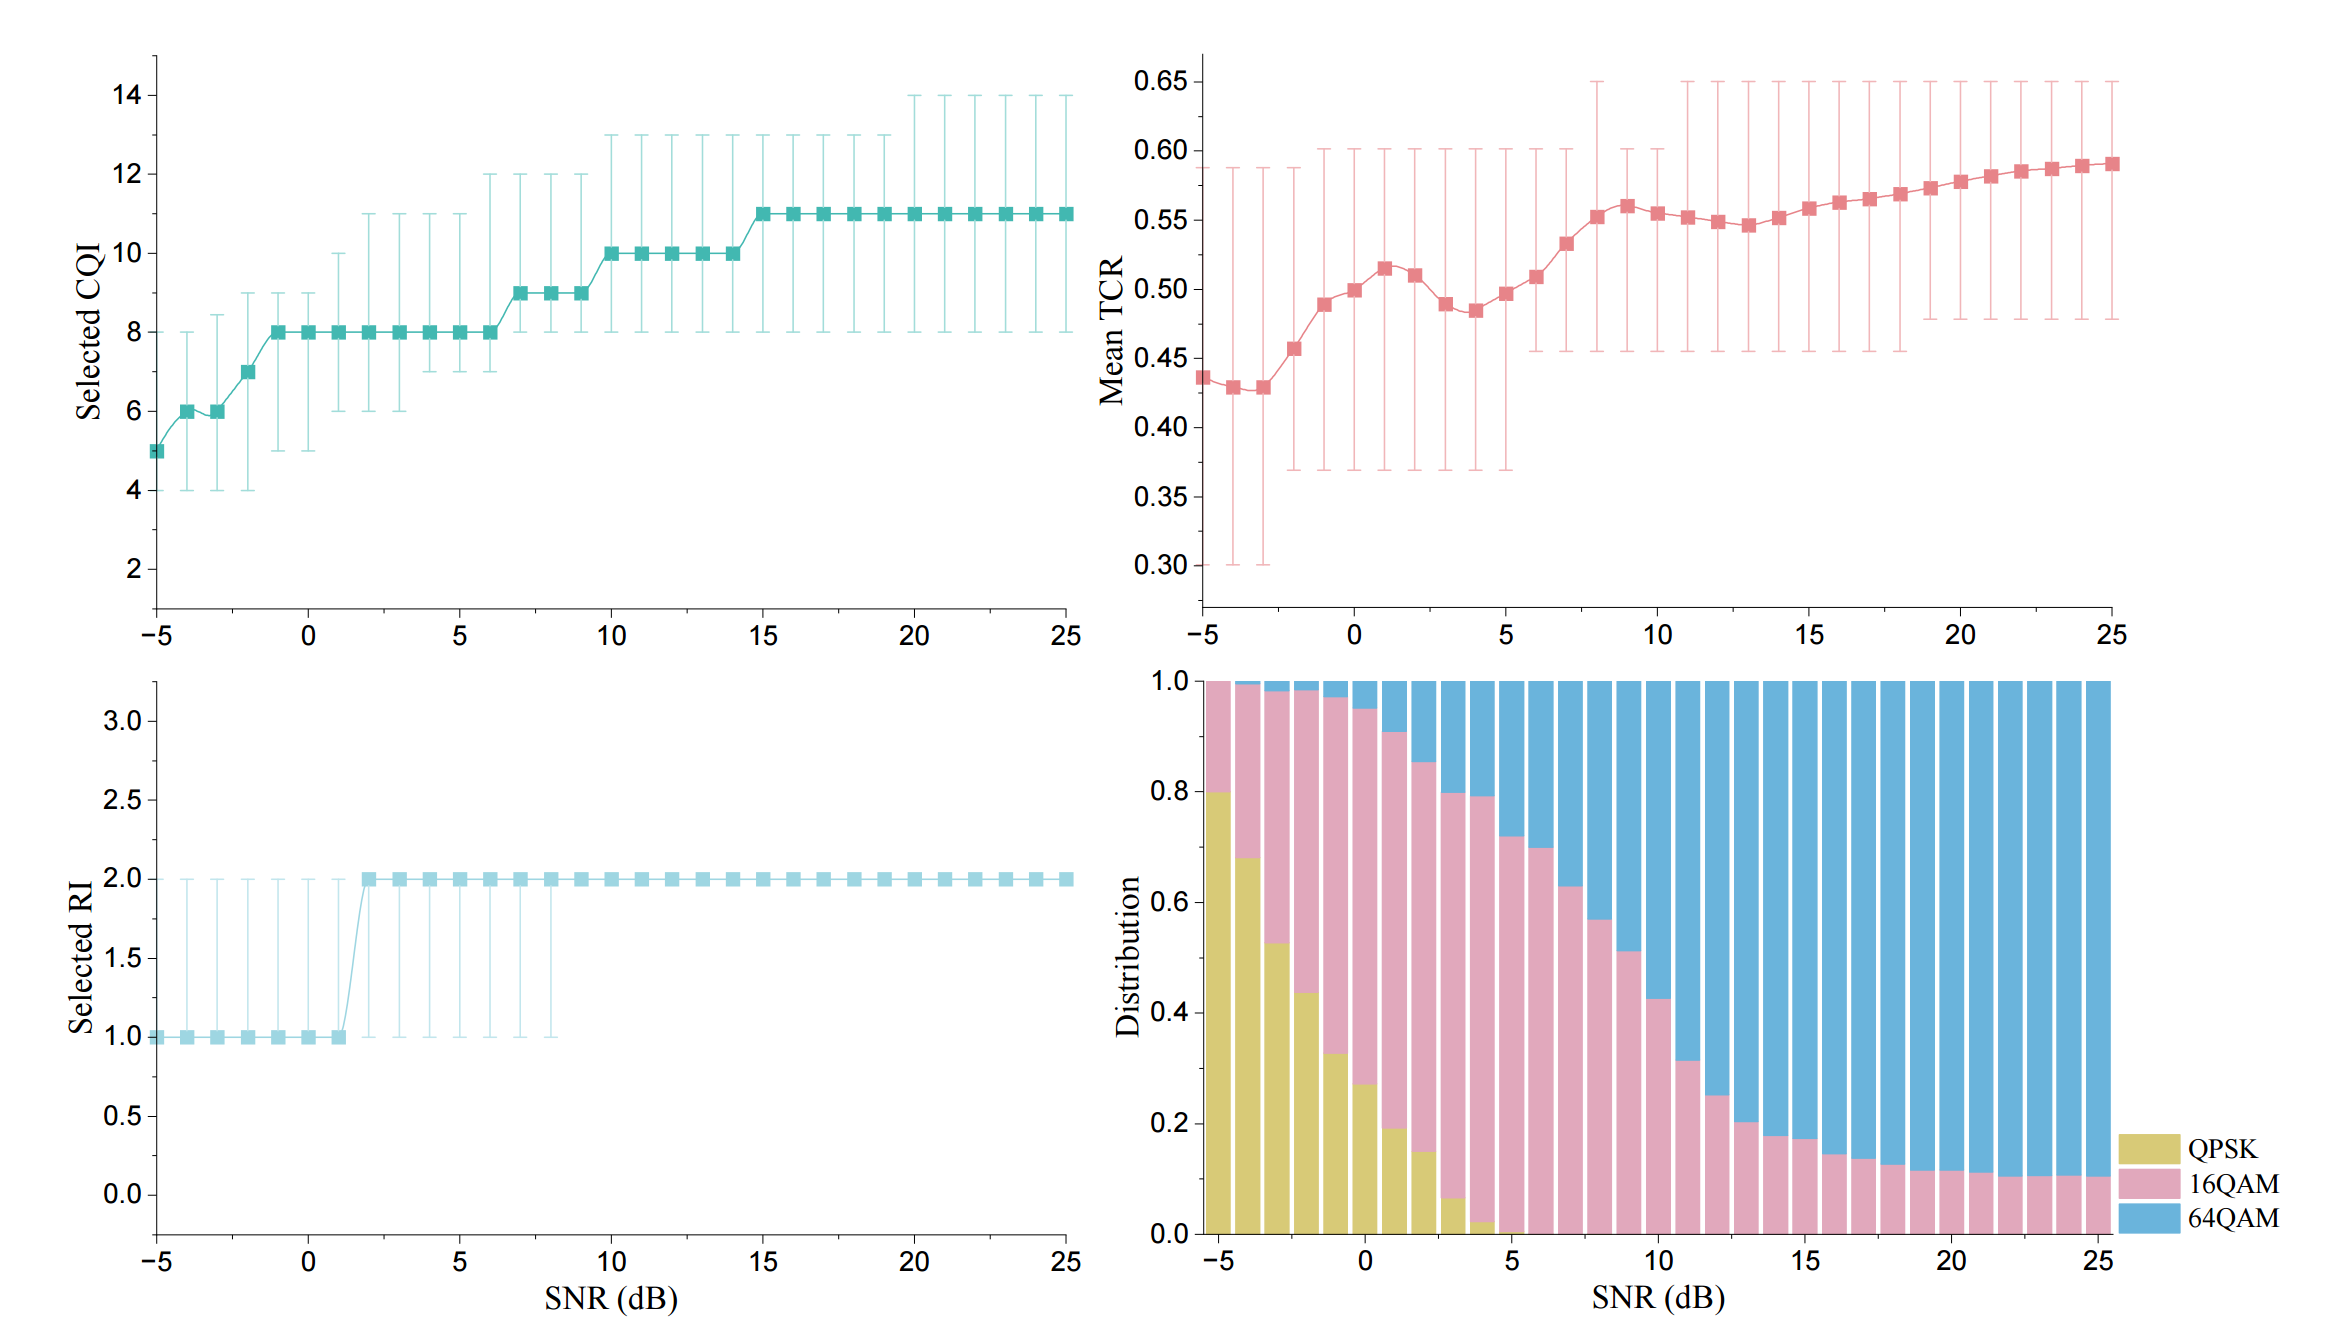 Selected CQI
14
12
10
8
6
4
2
−5 0 5 10 15 20 25
Mean TCR
0.65
0.60
0.55
0.50
0.45
0.40
0.35
0.30
−5 0 5 10 15 20 25
Selected RI
3.0
2.5
2.0
1.5
1.0
0.5
0.0
−5 0 5 10 15 20 25
SNR (dB)
Distribution
1.0
0.8
0.6
0.4
0.2
0.0
−5 0 5 10 15 20 25
SNR (dB)
QPSK
16QAM
64QAM